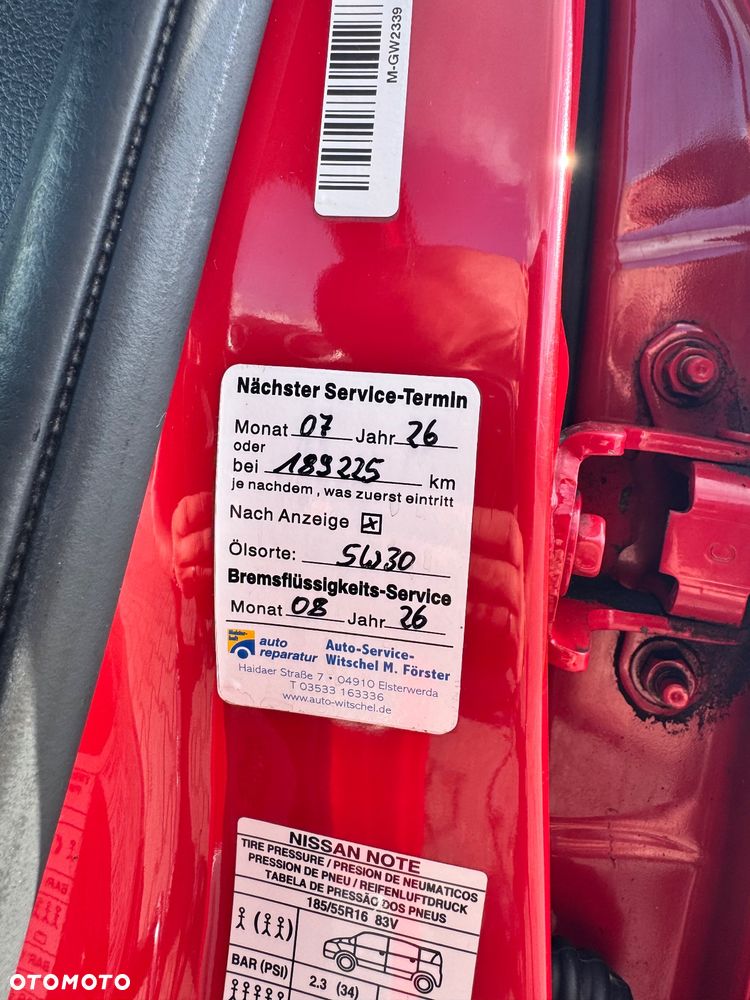 M-GW2339
Nächster Service-Termin
Monat 07 Jahr 26
oder
bei 189225 km
je nachdem, was zuerst eintritt
Nach Anzeige x
Ölsorte: 5W30
Bremsflüssigkeits-Service
Monat 08 Jahr 26
auto
reparatur
Auto-Service-
Witschel M. Förster
Haidaer Straße 7 • 04910 Elsterwerda
T 03533 163336
www.auto-witschel.de
NISSAN NOTE
TIRE PRESSURE / PRESION DE NEUMATICOS
PRESSION DE PNEU / REIFENLUFTDRUCK
TABELA DE PRESSÃO DOS PNEUS
185/55R16 83V
BAR (PSI) 2.3 (34)
C
OTOMOTO